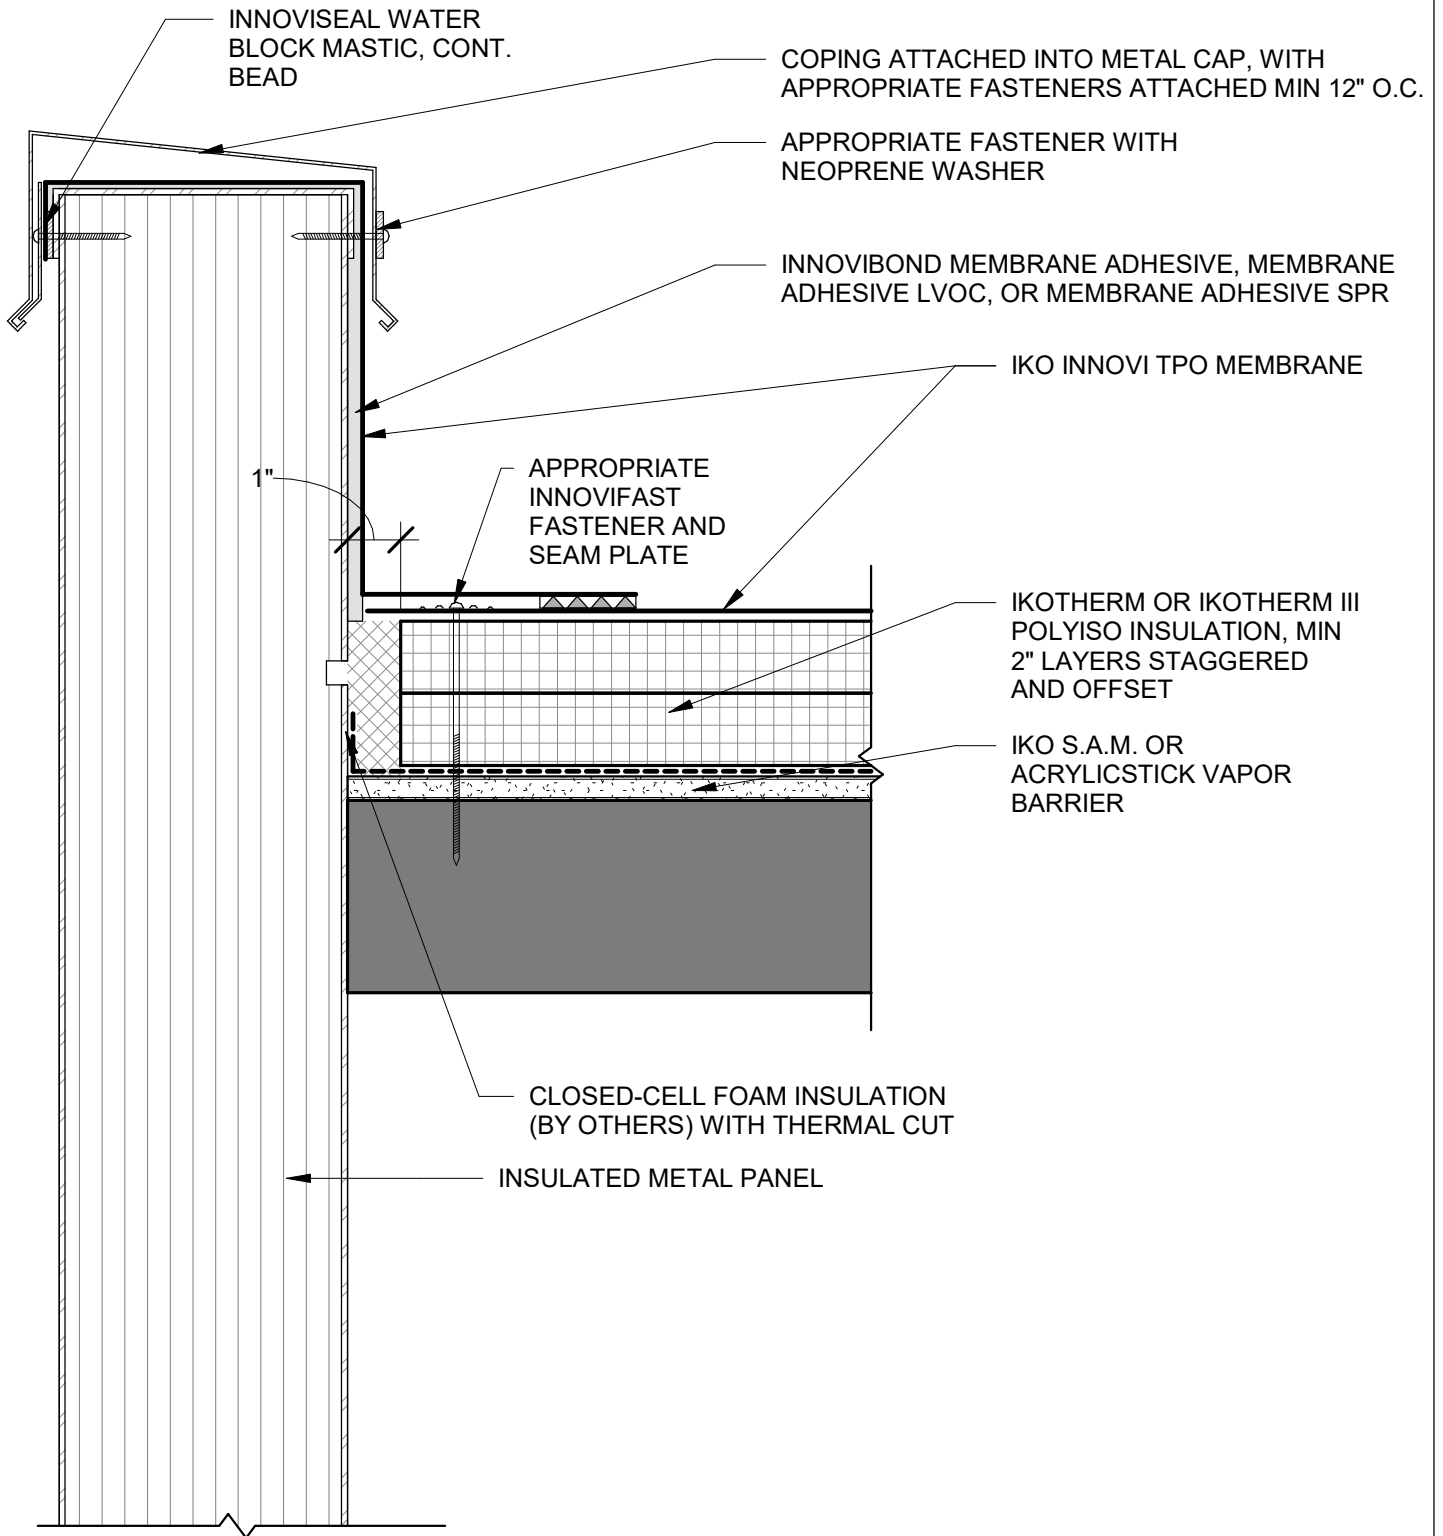 INNOVISEAL WATER
BLOCK MASTIC, CONT.
BEAD
COPING ATTACHED INTO METAL CAP, WITH
APPROPRIATE FASTENERS ATTACHED MIN 12" O.C.
APPROPRIATE FASTENER WITH
NEOPRENE WASHER
INNOVIBOND MEMBRANE ADHESIVE, MEMBRANE
ADHESIVE LVOC, OR MEMBRANE ADHESIVE SPR
IKO INNOVI TPO MEMBRANE
1"
APPROPRIATE
INNOVIFAST
FASTENER AND
SEAM PLATE
IKOTHERM OR IKOTHERM III
POLYISO INSULATION, MIN
2" LAYERS STAGGERED
AND OFFSET
IKO S.A.M. OR
ACRYLICSTICK VAPOR
BARRIER
CLOSED-CELL FOAM INSULATION
(BY OTHERS) WITH THERMAL CUT
INSULATED METAL PANEL